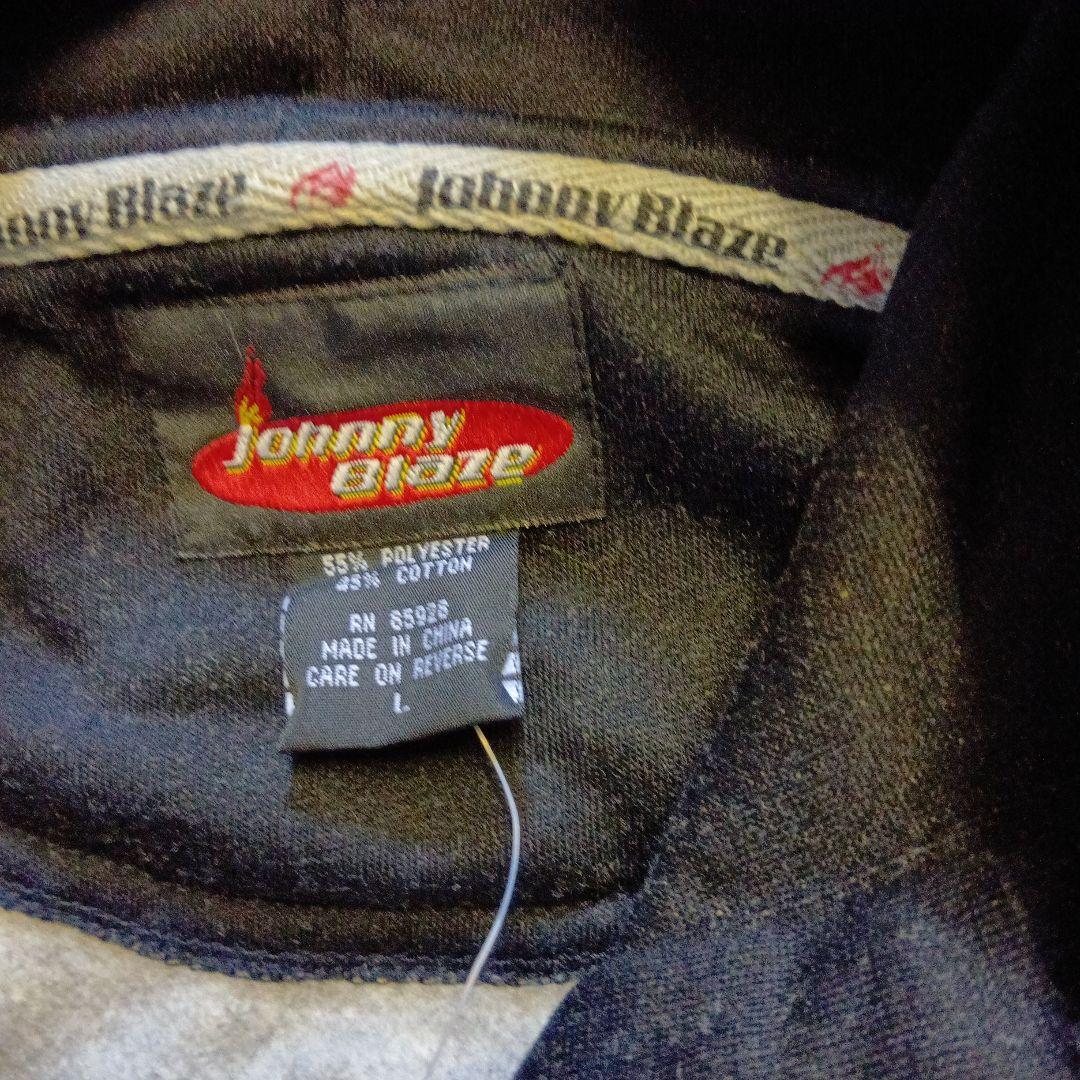 Johnny Blaze Johnny Blaze
Johnny
Blaze
55% POLYESTER
45% COTTON
RN 85928
MADE IN CHINA
CARE ON REVERSE
L